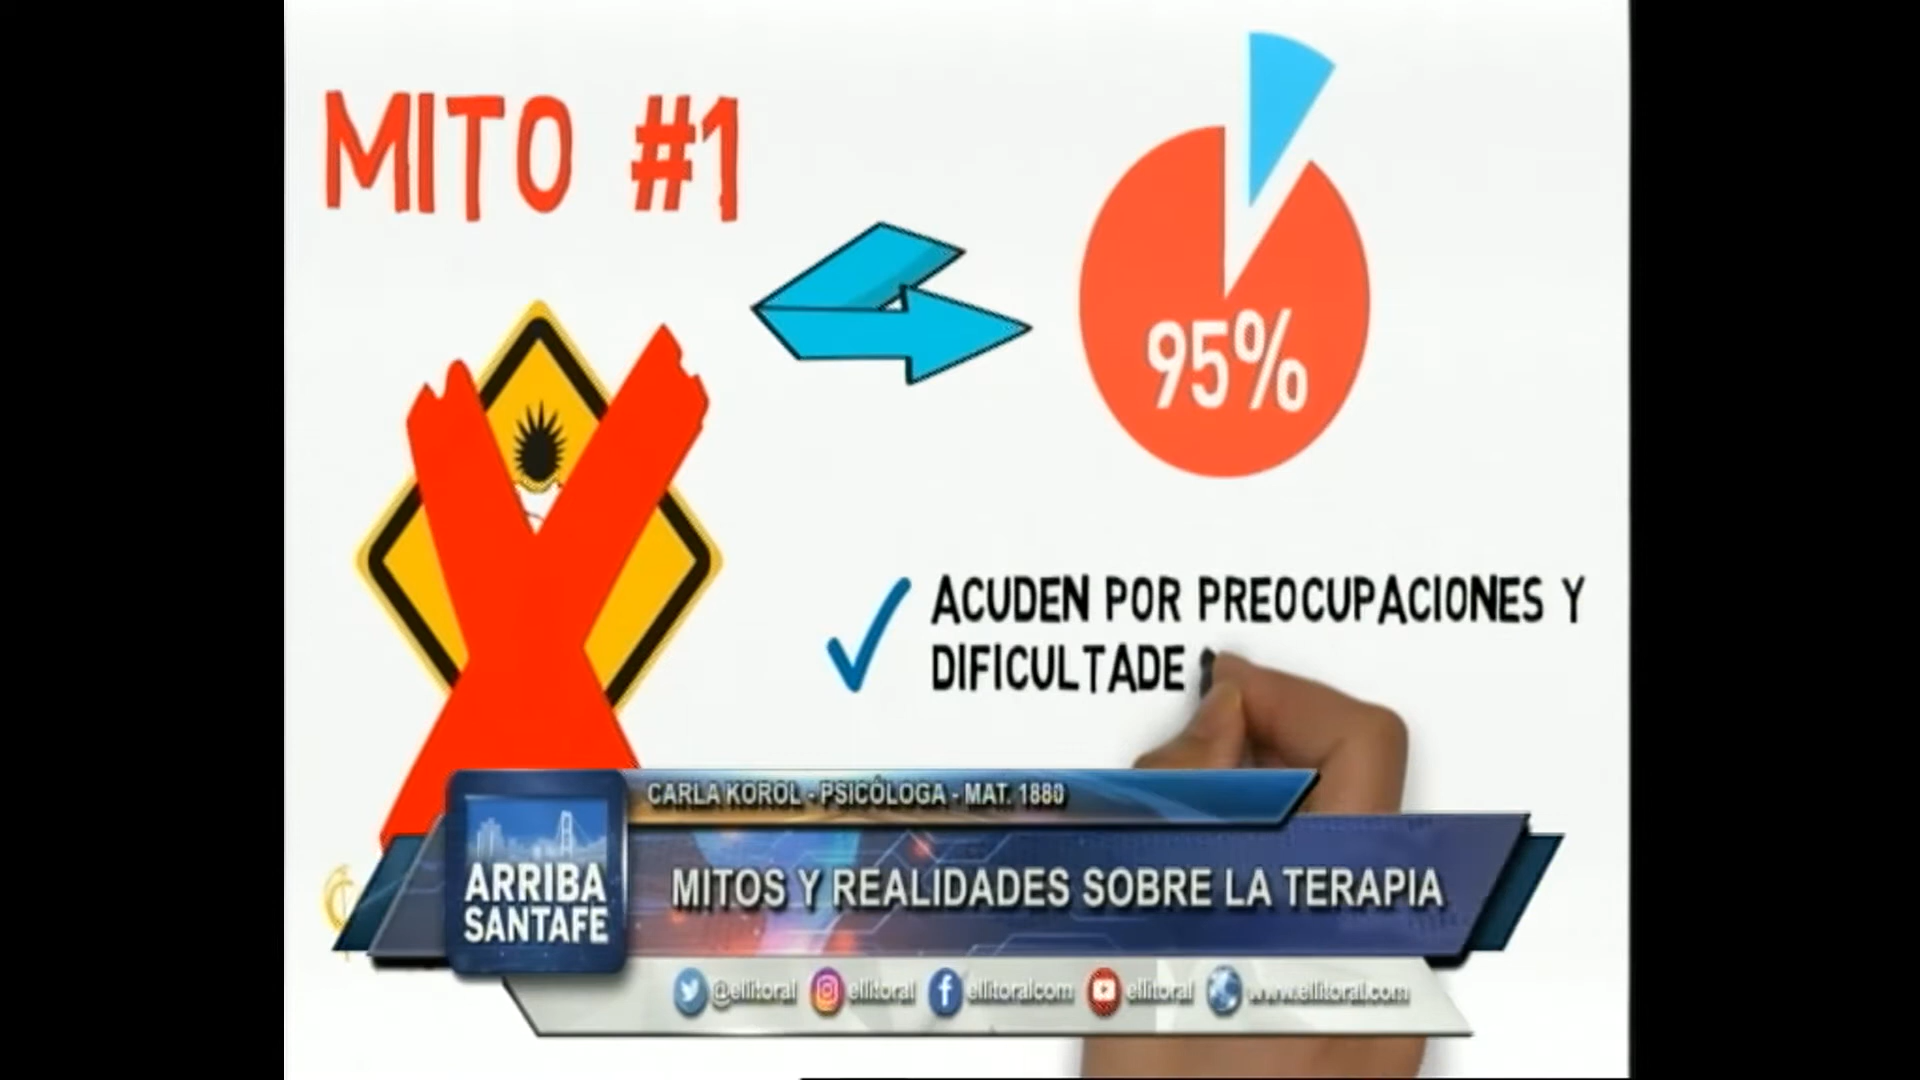 MITO #1
95%
ACUDEN POR PREOCUPACIONES Y
DIFICULTADE
CARLA KOROL - PSICÓLOGA - MAT. 1880
MITOS Y REALIDADES SOBRE LA TERAPIA
ARRIBA
SANTAFE
@ellitoral ellitoral ellitoralcom ellitoral www.ellitoral.com